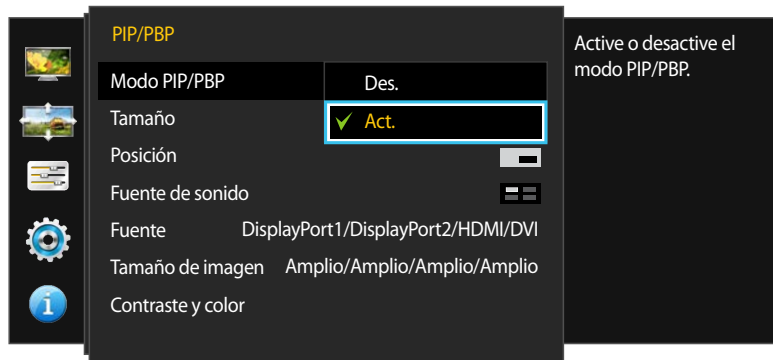 PIP/PBP
Modo PIP/PBP
Des.
Tamaño
Act.
Posición
Fuente de sonido
Fuente DisplayPort1/DisplayPort2/HDMI/DVI
Tamaño de imagen Amplio/Amplio/Amplio/Amplio
Contraste y color
Active o desactive el
modo PIP/PBP.
i